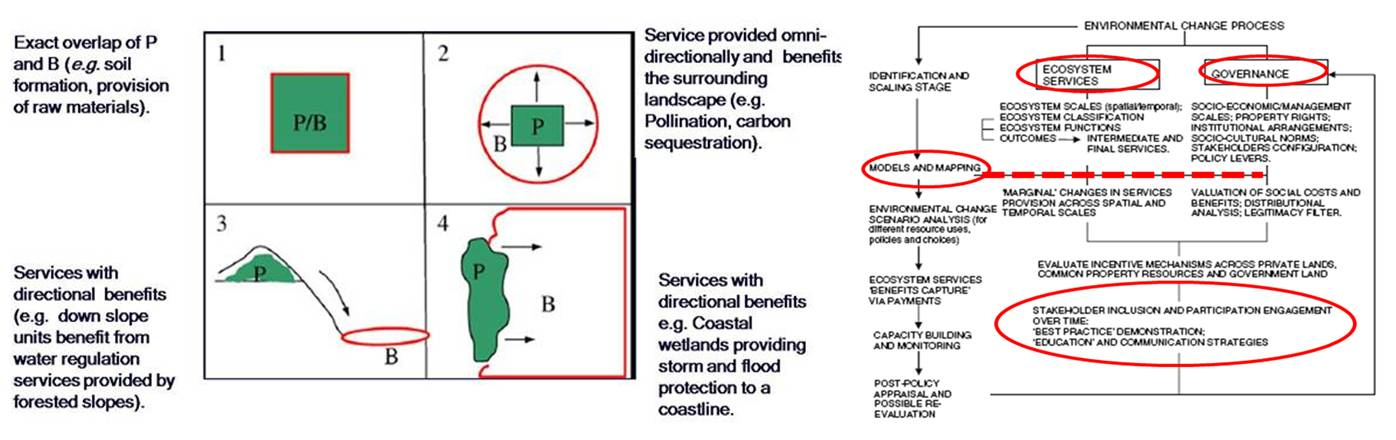 Exact overlap of P
and B (e.g. soil
formation, provision
of raw materials).
Services with
directional benefits
(e.g. down slope
units benefit from
water regulation
services provided by
forested slopes).
1
P/B
2
P
B
3
P
B
4
P
B
Service provided omni-
directionally and benefits
the surrounding
landscape (e.g.
Pollination, carbon
sequestration).
Services with
directional benefits
e.g. Coastal
wetlands providing
storm and flood
protection to a
coastline.
ENVIRONMENTAL CHANGE PROCESS
IDENTIFICATION AND
SCALING STAGE
ECOSYSTEM
SERVICES
GOVERNANCE
ECOSYSTEM SCALES (spatial/temporal);
ECOSYSTEM CLASSIFICATION
ECOSYSTEM FUNCTIONS
OUTCOMES INTERMEDIATE AND
FINAL SERVICES.
SOCIO-ECONOMIC/MANAGEMENT
SCALES; PROPERTY RIGHTS;
INSTITUTIONAL ARRANGEMENTS;
SOCIO-CULTURAL NORMS;
STAKEHOLDERS CONFIGURATION;
POLICY LEVERS.
MODELS AND MAPPING
'MARGINAL' CHANGES IN SERVICES
PROVISION ACROSS SPATIAL AND
TEMPORAL SCALES
VALUATION OF SOCIAL COSTS AND
BENEFITS; DISTRIBUTIONAL
ANALYSIS; LEGITIMACY FILTER.
ENVIRONMENTAL CHANGE
SCENARIO ANALYSIS (for
different resource uses,
policies and choices)
EVALUATE INCENTIVE MECHANISMS ACROSS PRIVATE LANDS,
COMMON PROPERTY RESOURCES AND GOVERNMENT LAND
ECOSYSTEM SERVICES
'BENEFITS CAPTURE'
VIA PAYMENTS
STAKEHOLDER INCLUSION AND PARTICIPATION ENGAGEMENT
OVER TIME:
'BEST PRACTICE' DEMONSTRATION;
'EDUCATION' AND COMMUNICATION STRATEGIES
CAPACITY BUILDING
AND MONITORING
POST-POLICY
APPRAISAL AND
POSSIBLE RE-
EVALUATION